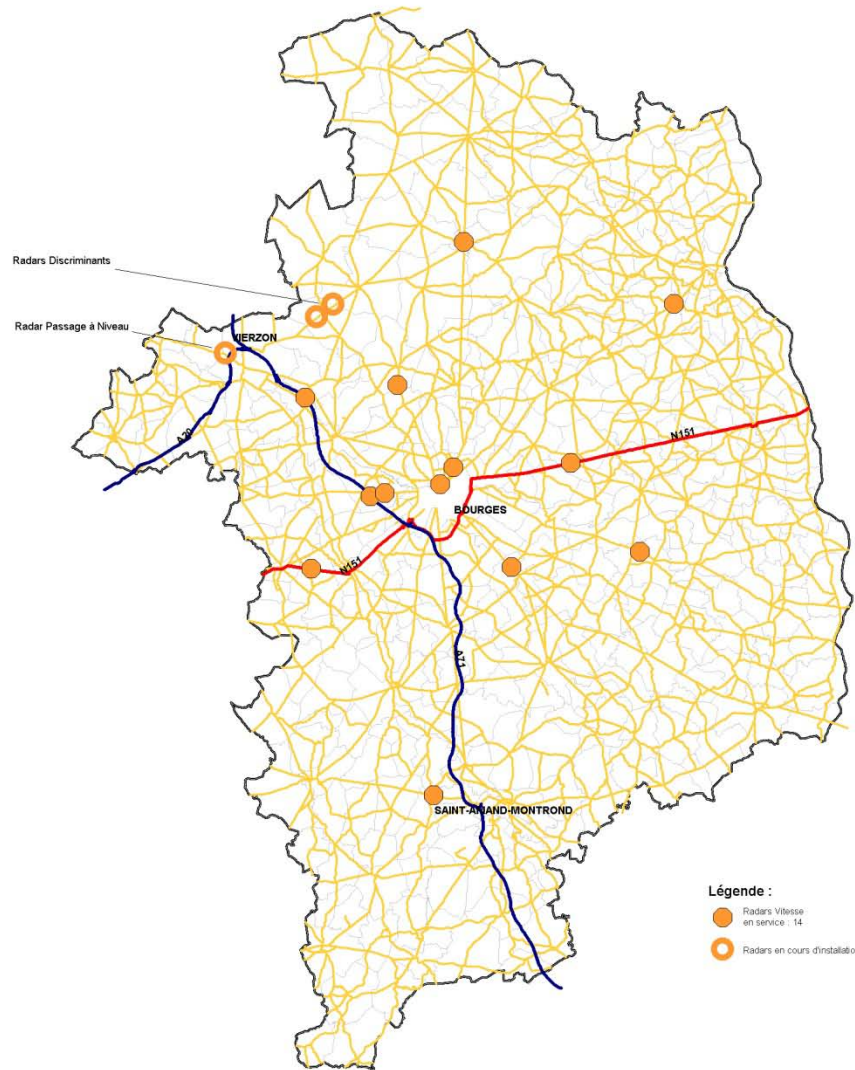 Radars Discriminants
Radar Passage à Niveau
VIERZON
A20
N151
BOURGES
N151
A71
SAINT-AMAND-MONTROND
Légende :
Radars Vitesse
en service : 14
Radars en cours d'installatio